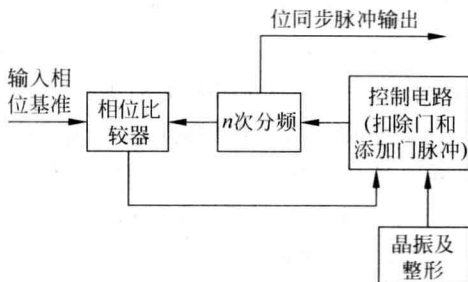 位同步脉冲输出
输入相
位基准
相位比
较器
n次分频
控制电路
(扣除门和
添加门脉冲)
晶振及
整形